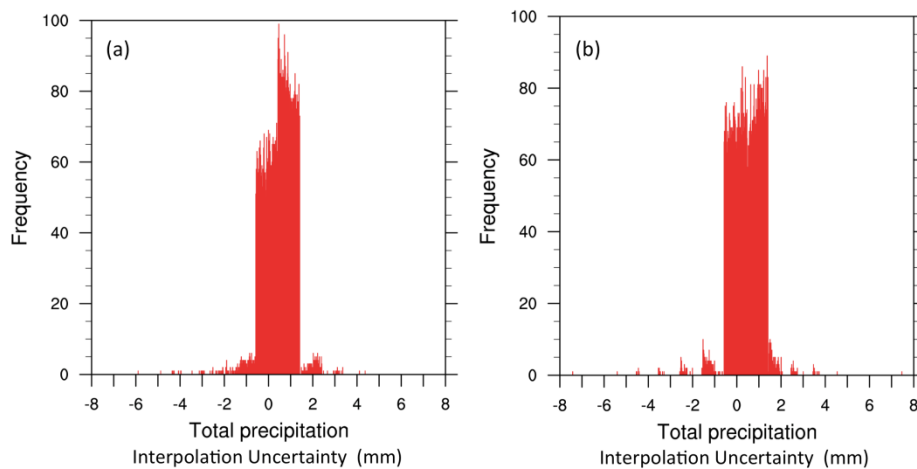 (a)
Frequency
100
80
60
40
20
0
-8 -6 -4 -2 0 2 4 6 8
Total precipitation
Interpolation Uncertainty (mm)
(b)
Frequency
100
80
60
40
20
0
-8 -6 -4 -2 0 2 4 6 8
Total precipitation
Interpolation Uncertainty (mm)